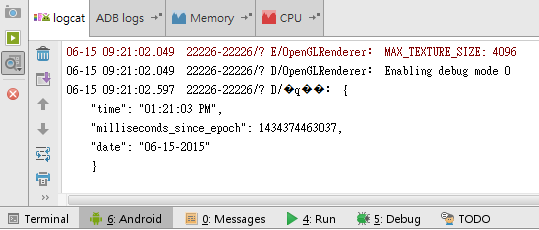 logcat ADB logs Memory CPU
06-15 09:21:02.049 22226-22226/? E/OpenGLRenderer: MAX_TEXTURE_SIZE: 4096
06-15 09:21:02.049 22226-22226/? D/OpenGLRenderer: Enabling debug mode 0
06-15 09:21:02.597 22226-22226/? D/�q��: {
"time": "01:21:03 PM",
"milliseconds_since_epoch": 1434374463037,
"date": "06-15-2015"
}
Terminal 6: Android 0: Messages 4: Run 5: Debug TODO